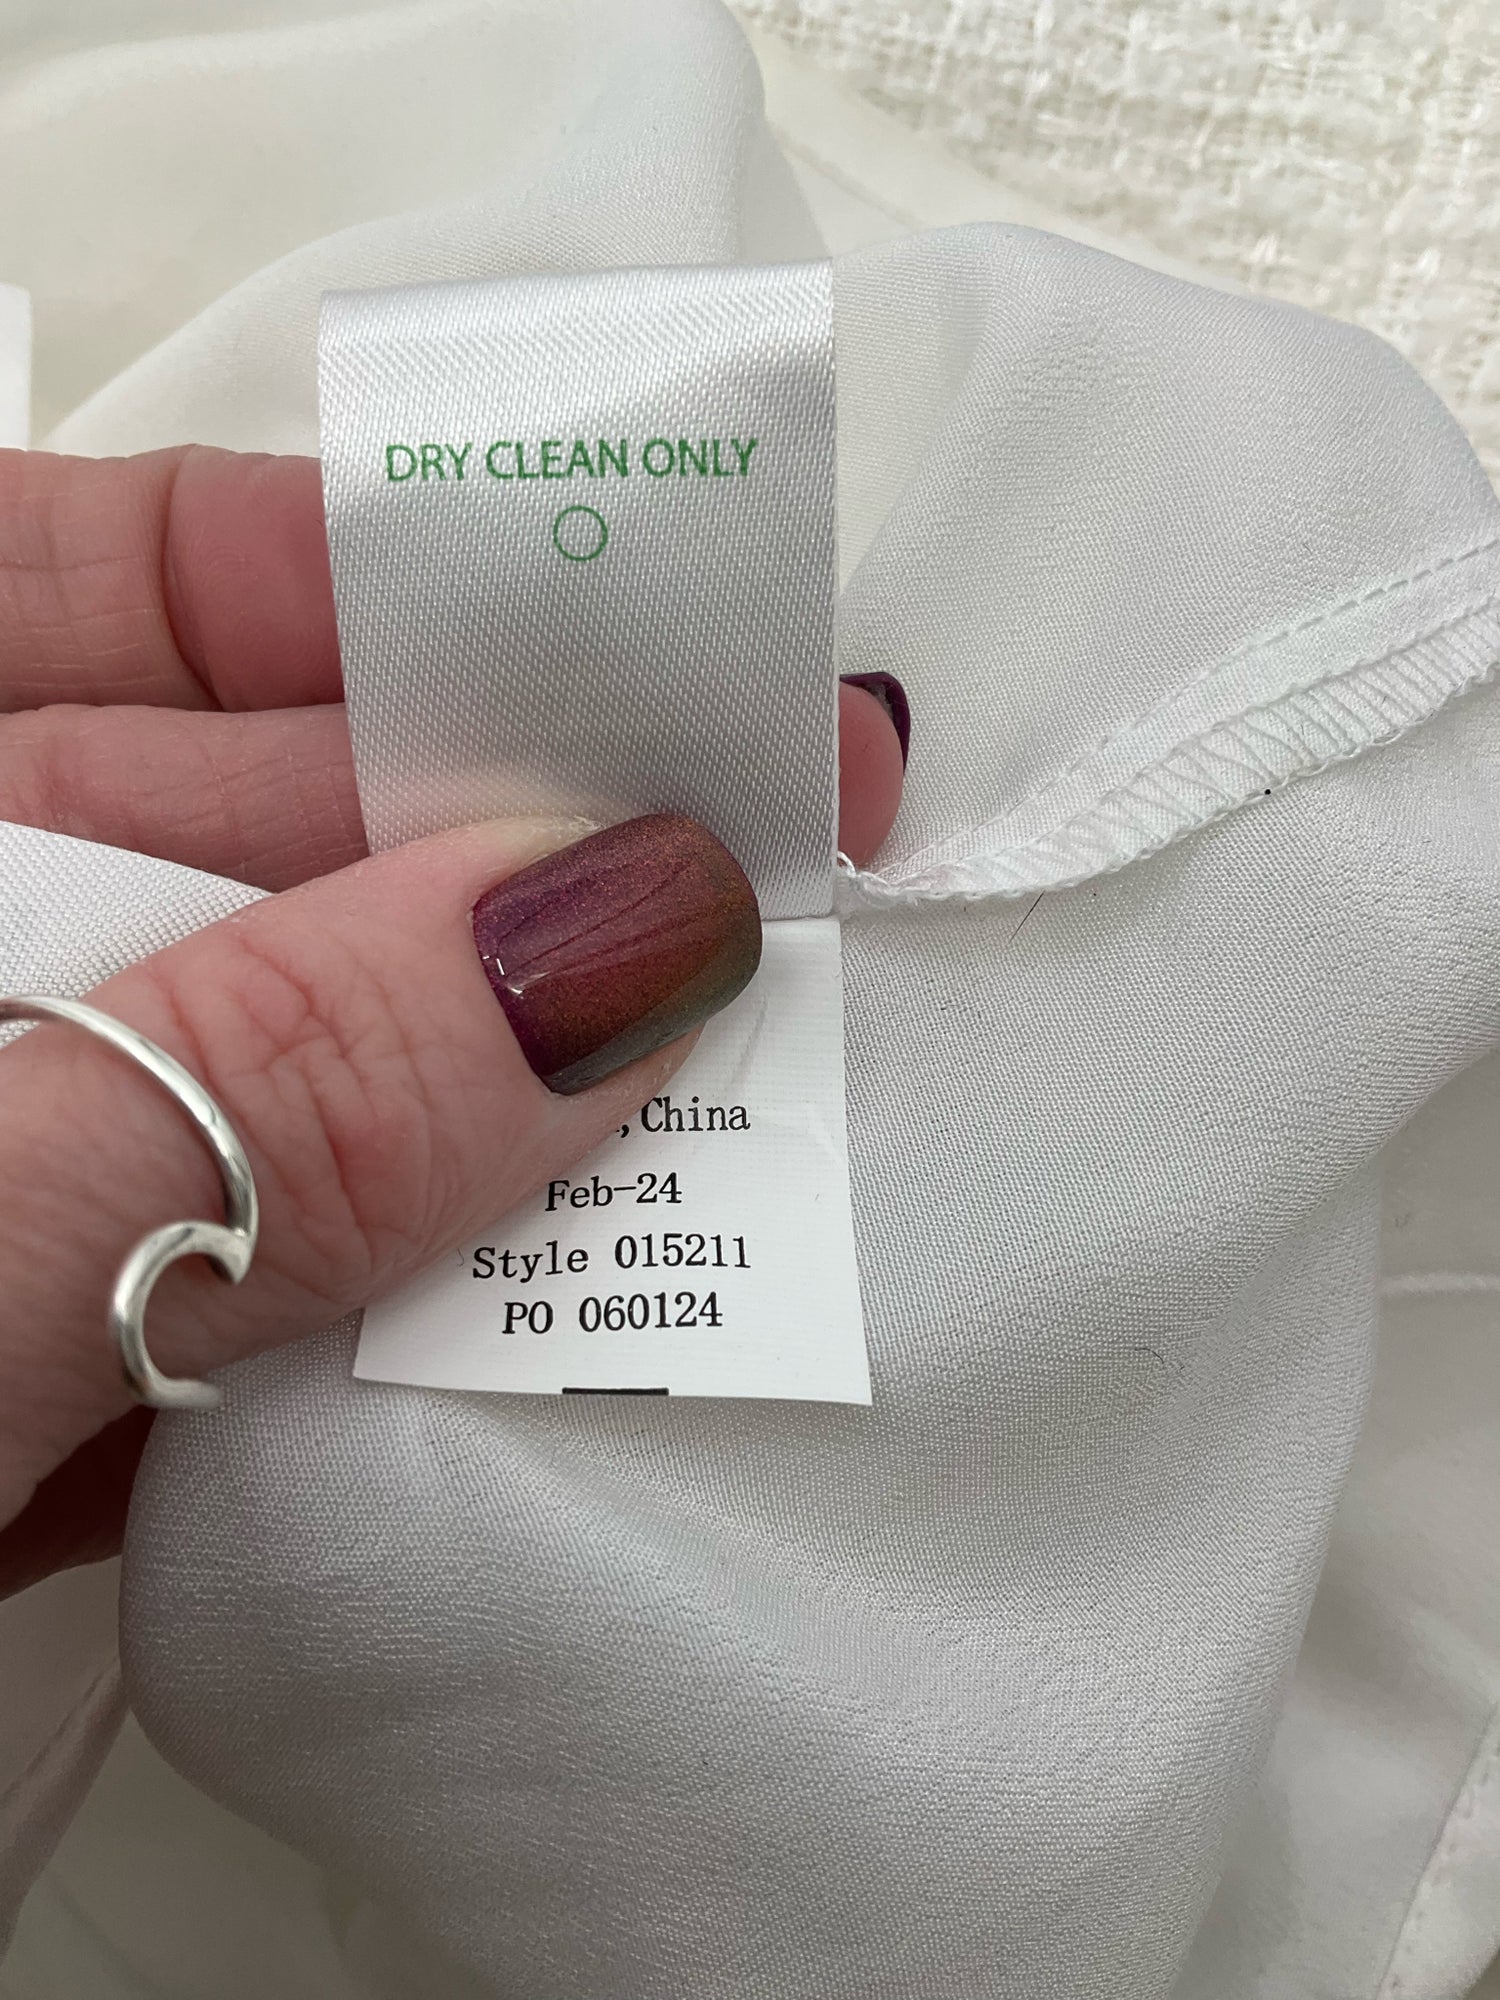 DRY CLEAN ONLY
, China
Feb-24
Style 015211
PO 060124